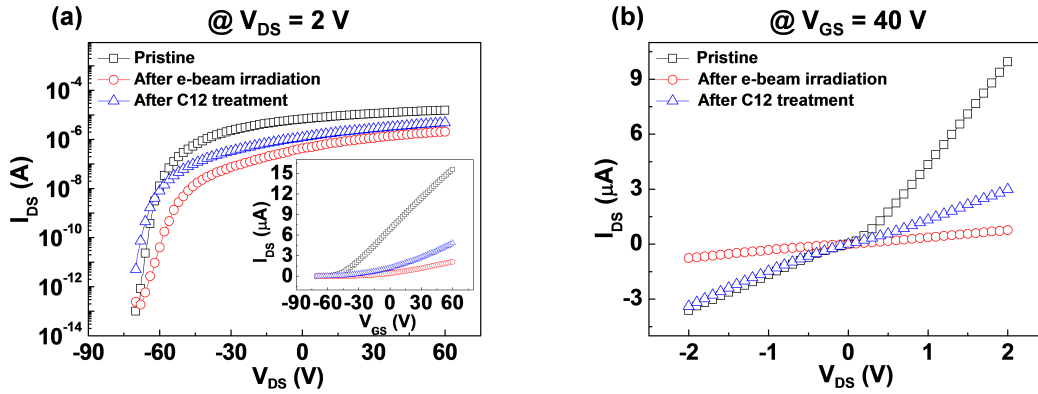 (a)
@ V_DS = 2 V
Pristine
After e-beam irradiation
After C12 treatment
10^-4
10^-6
10^-8
10^-10
10^-12
10^-14
I_DS (A)
-90 -60 -30 0 30 60
V_DS (V)
15
12
9
6
3
0
I_DS (μA)
-90 -60 -30 0 30 60
V_GS (V)
(b)
@ V_GS = 40 V
Pristine
After e-beam irradiation
After C12 treatment
9
6
3
0
-3
I_DS (μA)
-2 -1 0 1 2
V_DS (V)